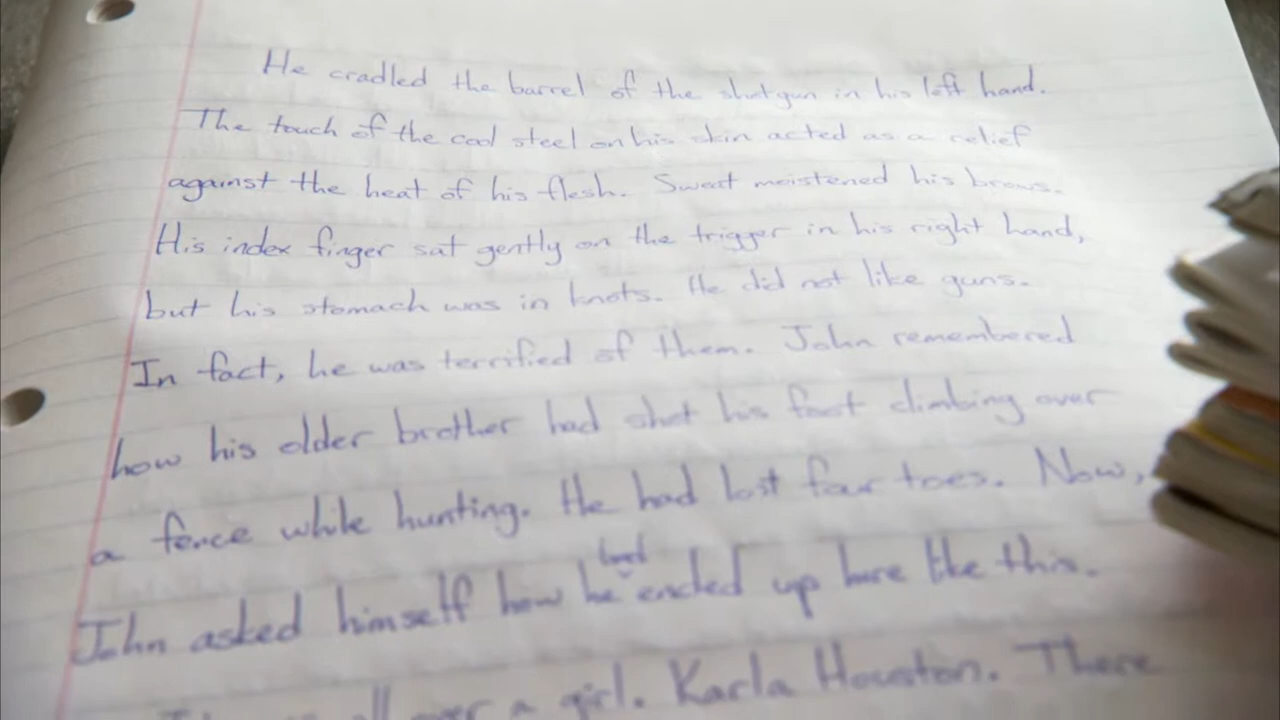 He cradled the barrel of the shotgun in his left hand.
The touch of the cool steel on his skin acted as a relief
against the heat of his flesh. Sweat moistened his brows.
His index finger sat gently on the trigger in his right hand,
but his stomach was in knots. He did not like guns.
In fact, he was terrified of them. John remembered
how his older brother had shot his foot climbing over
a fence while hunting. He had lost four toes. Now,
John asked himself how he had ended up here like this.
all over a girl. Karla Houston. There